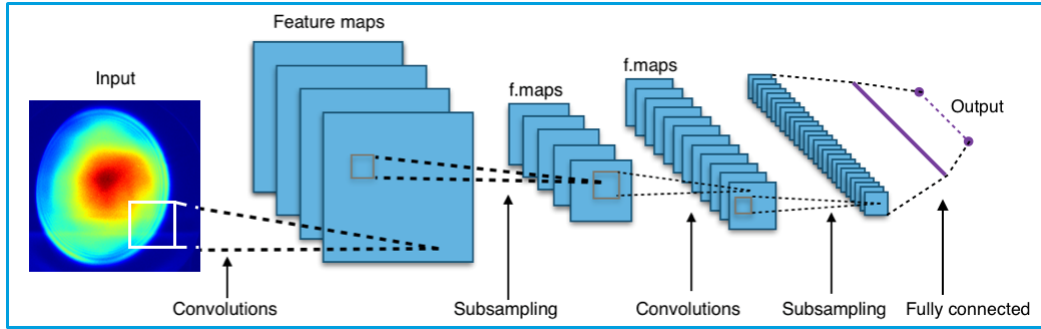 Feature maps
Input
f.maps
f.maps
Output
Convolutions
Subsampling
Convolutions
Subsampling
Fully connected